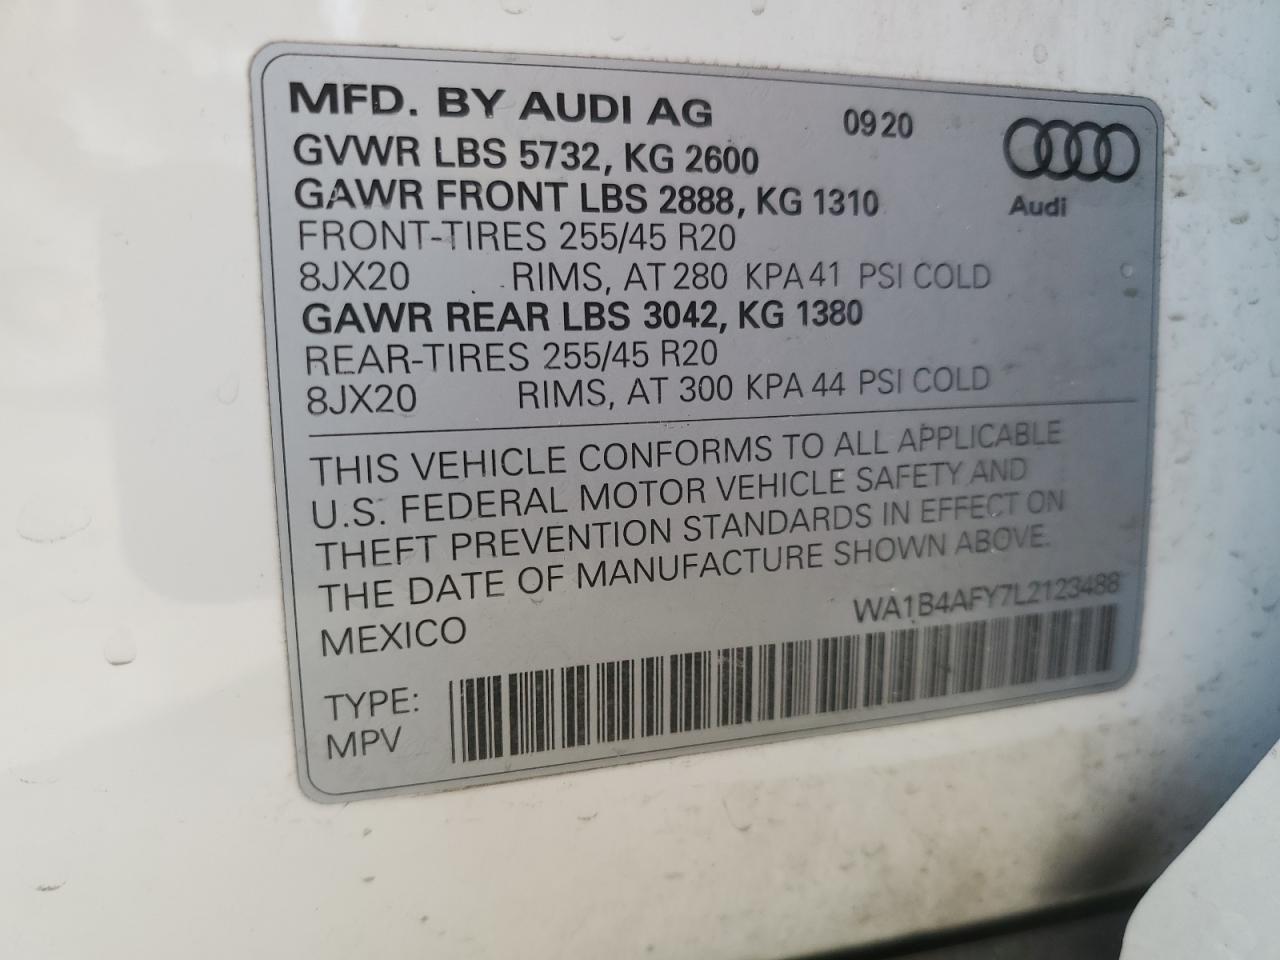 MFD. BY AUDI AG 0920
GVWR LBS 5732, KG 2600
GAWR FRONT LBS 2888, KG 1310
Audi
FRONT-TIRES 255/45 R20
8JX20 RIMS, AT 280 KPA 41 PSI COLD
GAWR REAR LBS 3042, KG 1380
REAR-TIRES 255/45 R20
8JX20 RIMS, AT 300 KPA 44 PSI COLD
THIS VEHICLE CONFORMS TO ALL APPLICABLE
U.S. FEDERAL MOTOR VEHICLE SAFETY AND
THEFT PREVENTION STANDARDS IN EFFECT ON
THE DATE OF MANUFACTURE SHOWN ABOVE.
MEXICO WA1B4AFY7L2123488
TYPE:
MPV